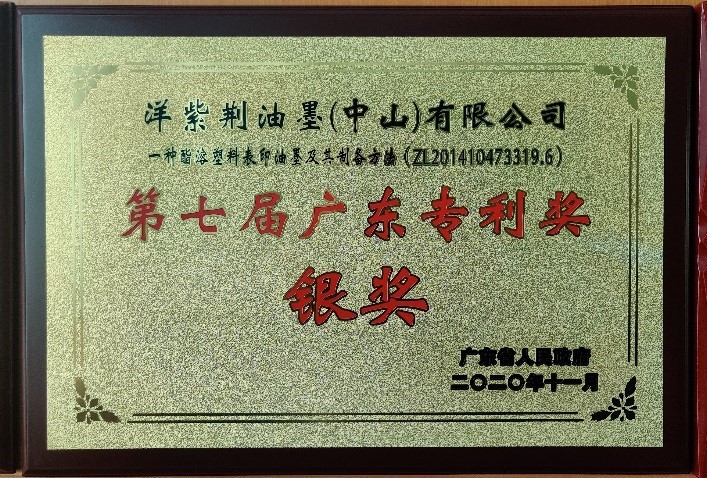 洋紫荆油墨(中山)有限公司
一种酯溶塑料表印油墨及其制备方法(ZL201410473319.6)
第七届广东专利奖
银奖
广东省人民政府
二〇二〇年十一月